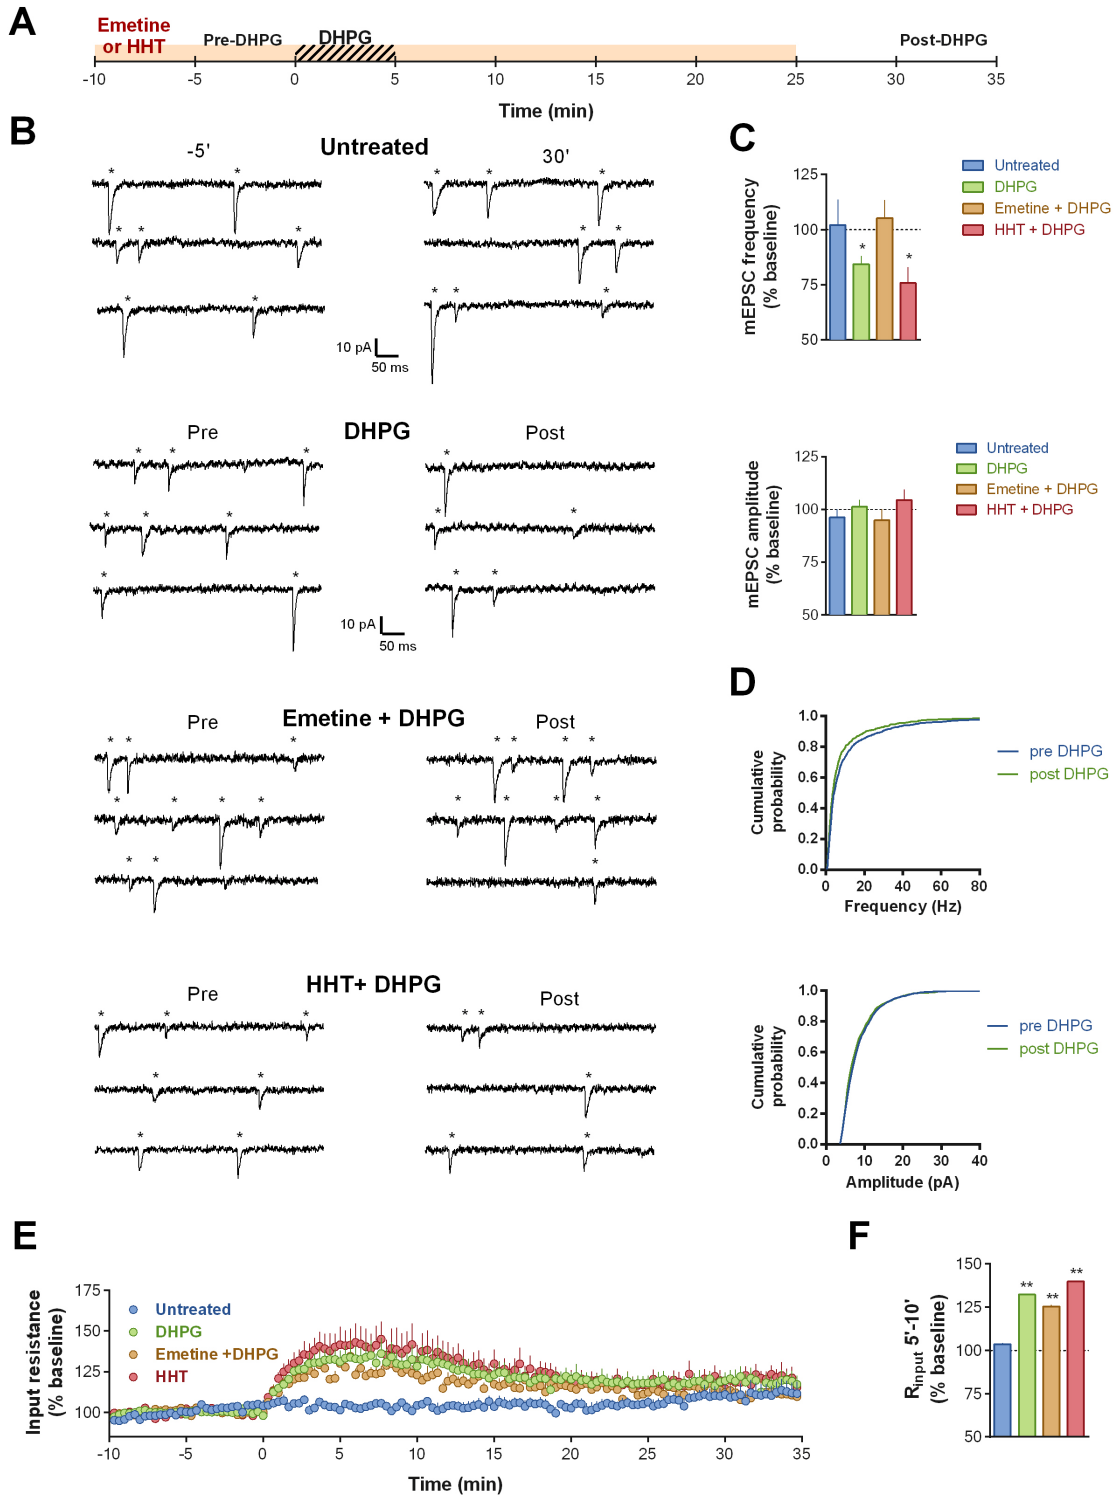 A
Emetine
or HHT
Pre-DHPG
DHPG
Post-DHPG
-10 -5 0 5 10 15 20 25 30 35
Time (min)
B
-5' Untreated 30'
* * * * *
* * * * *
* * * * *
10 pA
50 ms
Pre DHPG Post
* * * *
* * * * *
* * * *
10 pA
50 ms
Pre Emetine + DHPG Post
* * * * * * *
* * * * * * * *
* * *
Pre HHT+ DHPG Post
* * * * *
* * *
* * * *
C
mEPSC frequency
(% baseline)
125
100
75
50
* *
Untreated
DHPG
Emetine + DHPG
HHT + DHPG
mEPSC amplitude
(% baseline)
125
100
75
50
Untreated
DHPG
Emetine + DHPG
HHT + DHPG
D
Cumulative
probability
1.0
0.8
0.6
0.4
0.2
0.0
0 20 40 60 80
Frequency (Hz)
pre DHPG
post DHPG
Cumulative
probability
1.0
0.8
0.6
0.4
0.2
0.0
0 10 20 30 40
Amplitude (pA)
pre DHPG
post DHPG
E
Input resistance
(% baseline)
175
150
125
100
Untreated
DHPG
Emetine +DHPG
HHT
-10 -5 0 5 10 15 20 25 30 35
Time (min)
F
Rinput 5'-10'
(% baseline)
150
125
100
75
50
** ** **